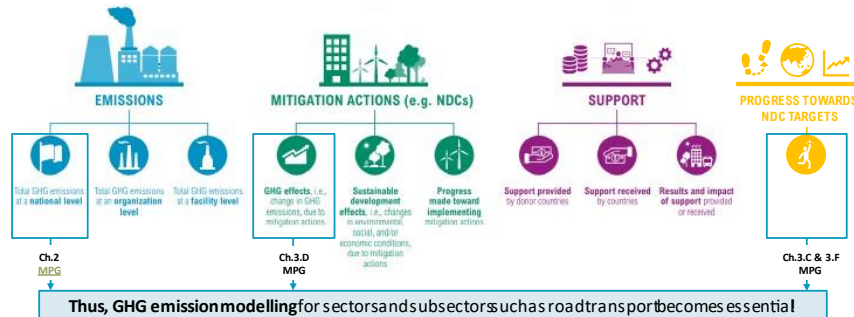 EMISSIONS
MITIGATION ACTIONS (e.g. NDCs)
SUPPORT
PROGRESS TOWARDS
NDC TARGETS
Total GHG emissions
at a national level
Total GHG emissions
at an organization
level
Total GHG emissions
at a facility level
GHG effects, i.e.,
change in GHG
emissions, due to
mitigation actions
Sustainable
development
effects, i.e., changes
in environmental,
social, and/or
economic conditions,
due to mitigation
actions
Progress
made toward
implementing
mitigation actions
Support provided
by donor countries
Support received
by countries
Results and impact
of support provided
or received
Ch.2
MPG
Ch.3.D
MPG
Ch.3.C & 3.F
MPG
Thus, GHG emission modelling for sectors and subsectors such as road transport becomes essential!